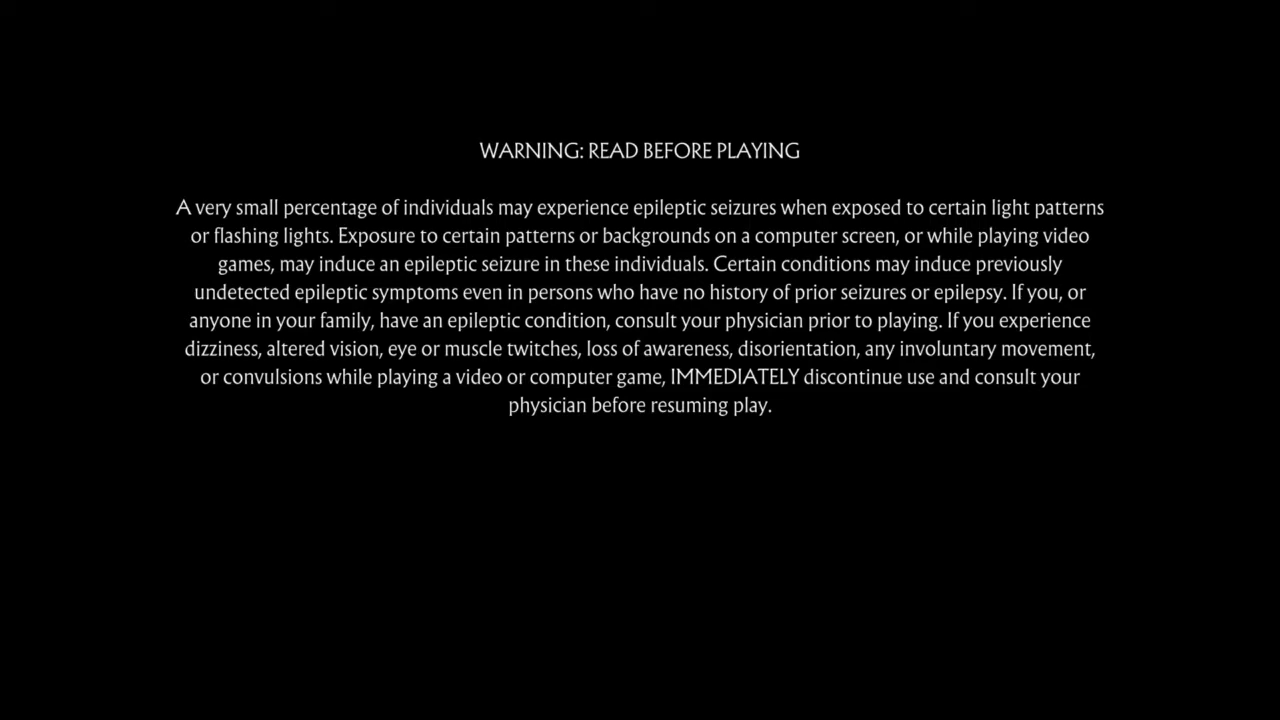 WARNING: READ BEFORE PLAYING
A very small percentage of individuals may experience epileptic seizures when exposed to certain light patterns
or flashing lights. Exposure to certain patterns or backgrounds on a computer screen, or while playing video
games, may induce an epileptic seizure in these individuals. Certain conditions may induce previously
undetected epileptic symptoms even in persons who have no history of prior seizures or epilepsy. If you, or
anyone in your family, have an epileptic condition, consult your physician prior to playing. If you experience
dizziness, altered vision, eye or muscle twitches, loss of awareness, disorientation, any involuntary movement,
or convulsions while playing a video or computer game, IMMEDIATELY discontinue use and consult your
physician before resuming play.